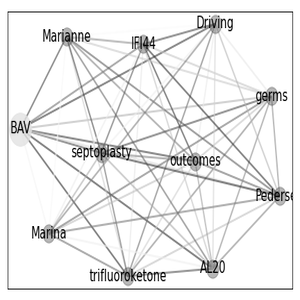 Driving
Marianne
IFI44
germs
BAV
septoplasty
outcomes
Pederse
Marina
trifluoroketone
AL20